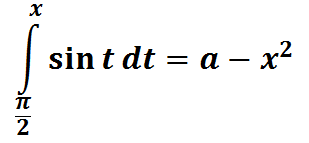 ∫_{π/2}^{x} sin t dt = a − x²